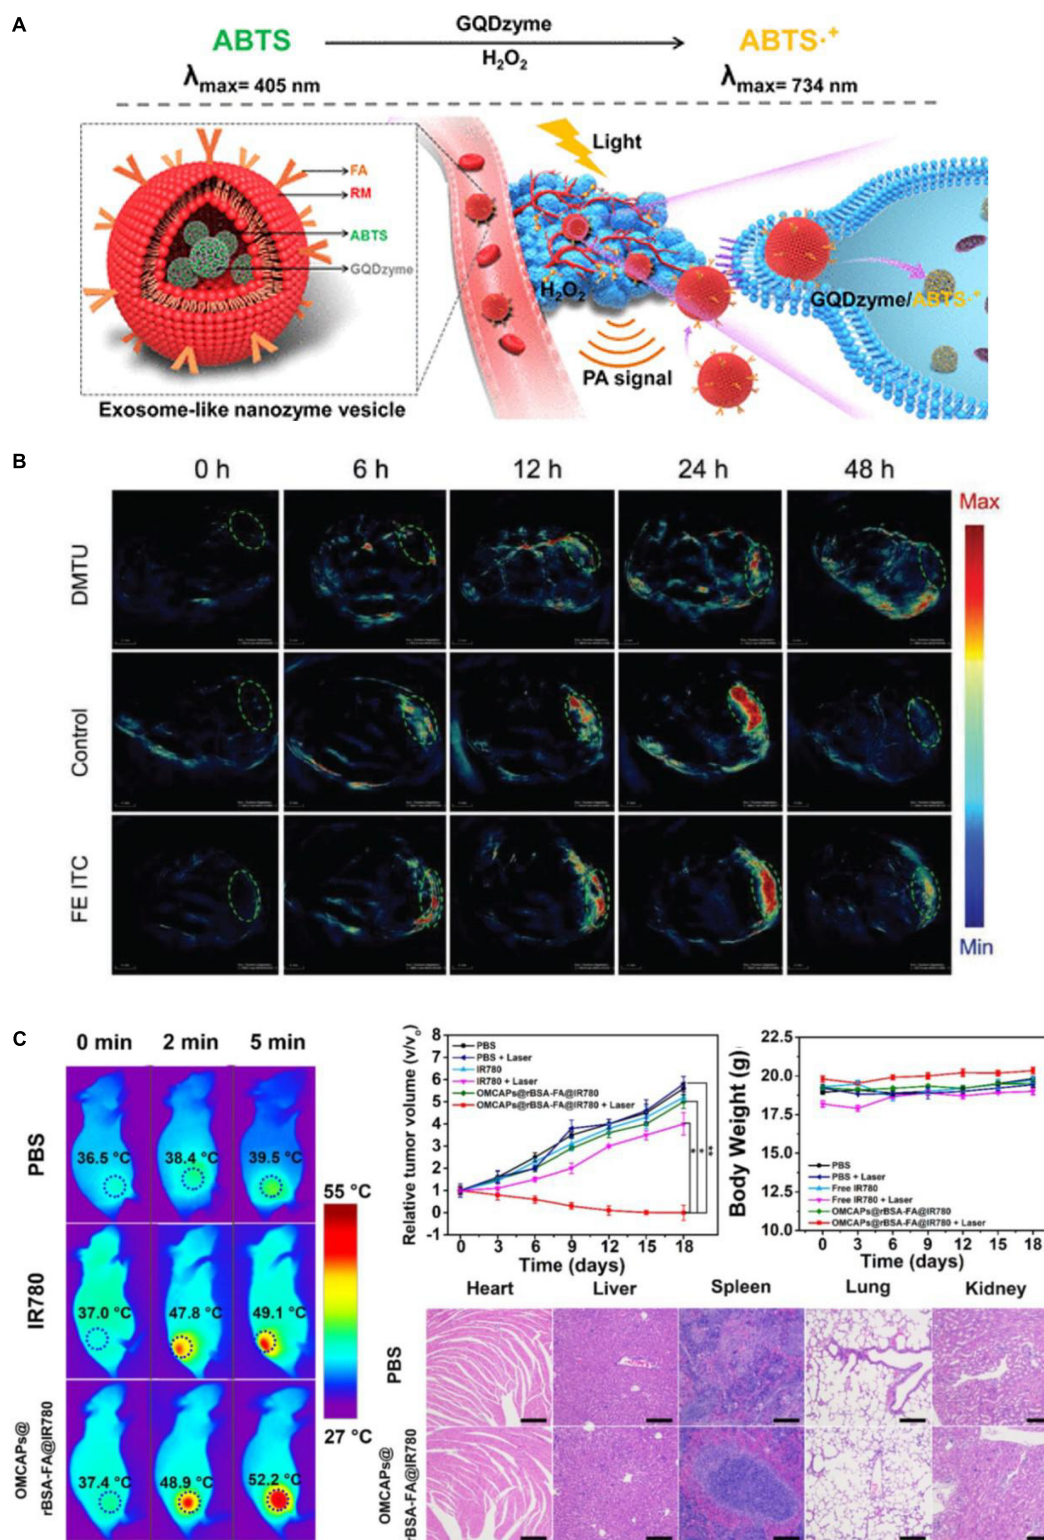 A
ABTS
GQDzyme
H₂O₂
ABTS·⁺
λmax= 405 nm
λmax= 734 nm
FA
RM
ABTS
GQDzyme
Exosome-like nanozyme vesicle
Light
H₂O₂
PA signal
GQDzyme/ABTS·⁺
B
0 h
6 h
12 h
24 h
48 h
DMTU
Control
FE ITC
Max
Min
C
0 min
2 min
5 min
PBS
36.5 °C
38.4 °C
39.5 °C
IR780
37.0 °C
47.8 °C
49.1 °C
OMCAPs@
rBSA-FA@IR780
37.4 °C
48.9 °C
52.2 °C
55 °C
27 °C
Relative tumor volume (v/v₀)
8
7
6
5
4
3
2
1
0
-1
PBS
PBS + Laser
IR780
IR780 + Laser
OMCAPs@rBSA-FA@IR780
OMCAPs@rBSA-FA@IR780 + Laser
*
*
**
0
3
6
9
12
15
18
Time (days)
Body Weight (g)
22.5
20.0
17.5
15.0
12.5
10.0
PBS
PBS + Laser
Free IR780
Free IR780 + Laser
OMCAPs@rBSA-FA@IR780
OMCAPs@rBSA-FA@IR780 + Laser
0
3
6
9
12
15
18
Time (days)
Heart
Liver
Spleen
Lung
Kidney
PBS
OMCAPs@
rBSA-FA@IR780